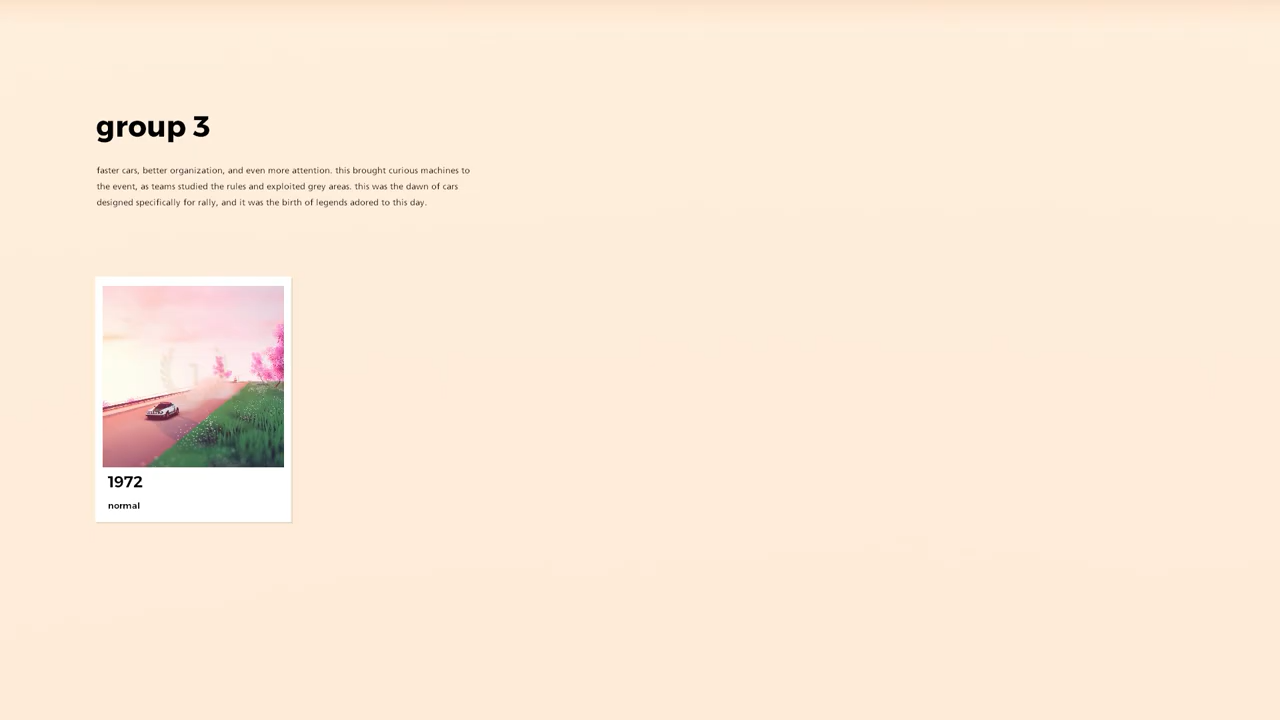 group 3
faster cars, better organization, and even more attention. this brought curious machines to
the event, as teams studied the rules and exploited grey areas. this was the dawn of cars
designed specifically for rally, and it was the birth of legends adored to this day.
1972
normal